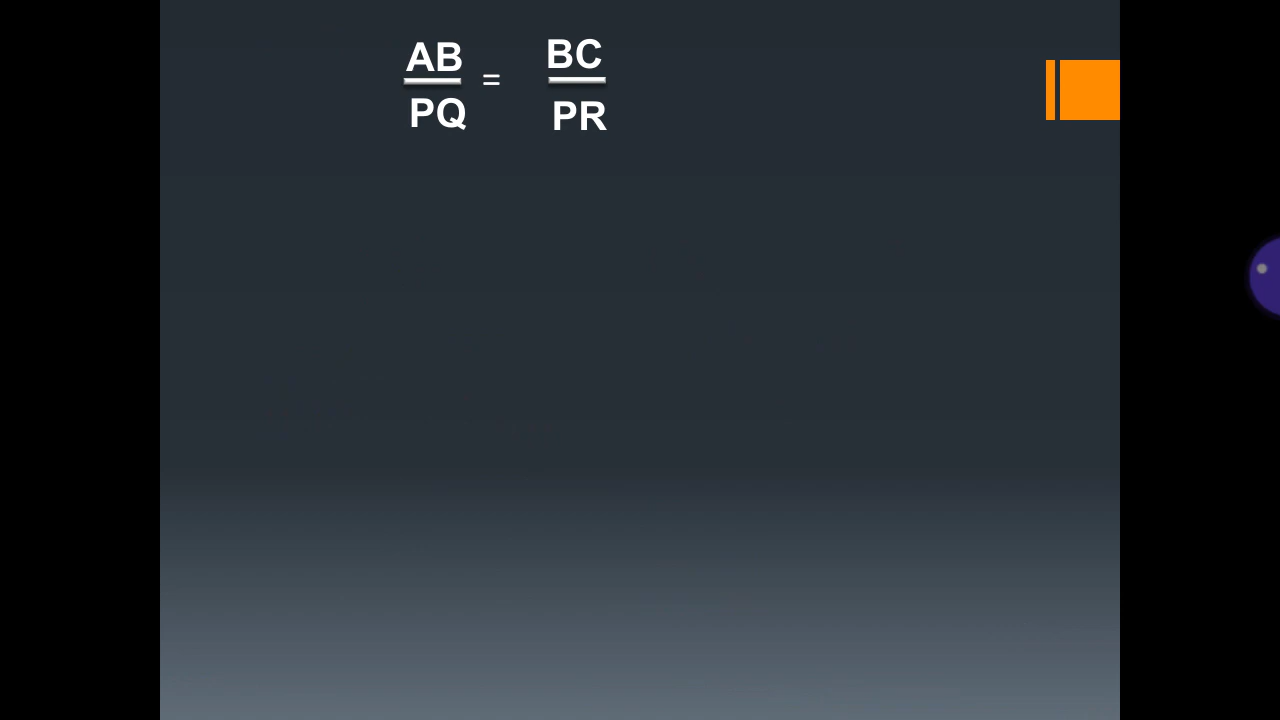 AB = BC
PQ PR